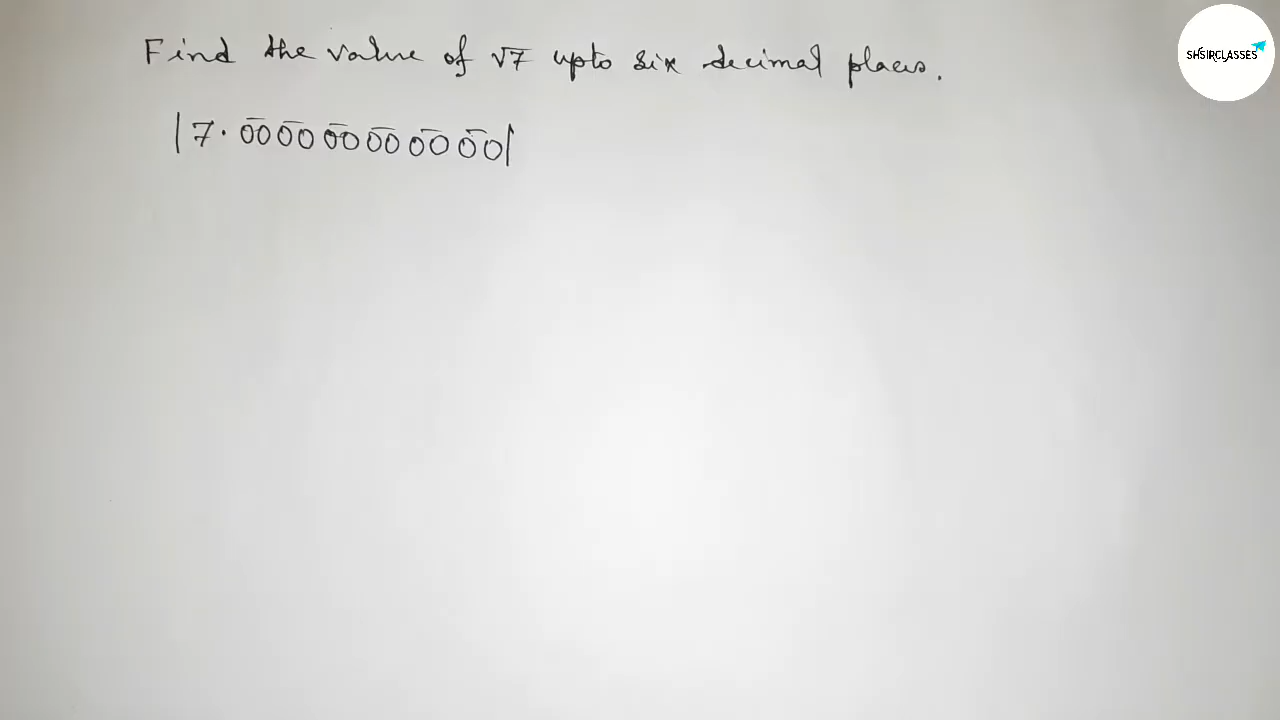 Find the value of √7 upto six decimal places.
SHSIRCLASSES
|7.00 00 00 00 00 00|